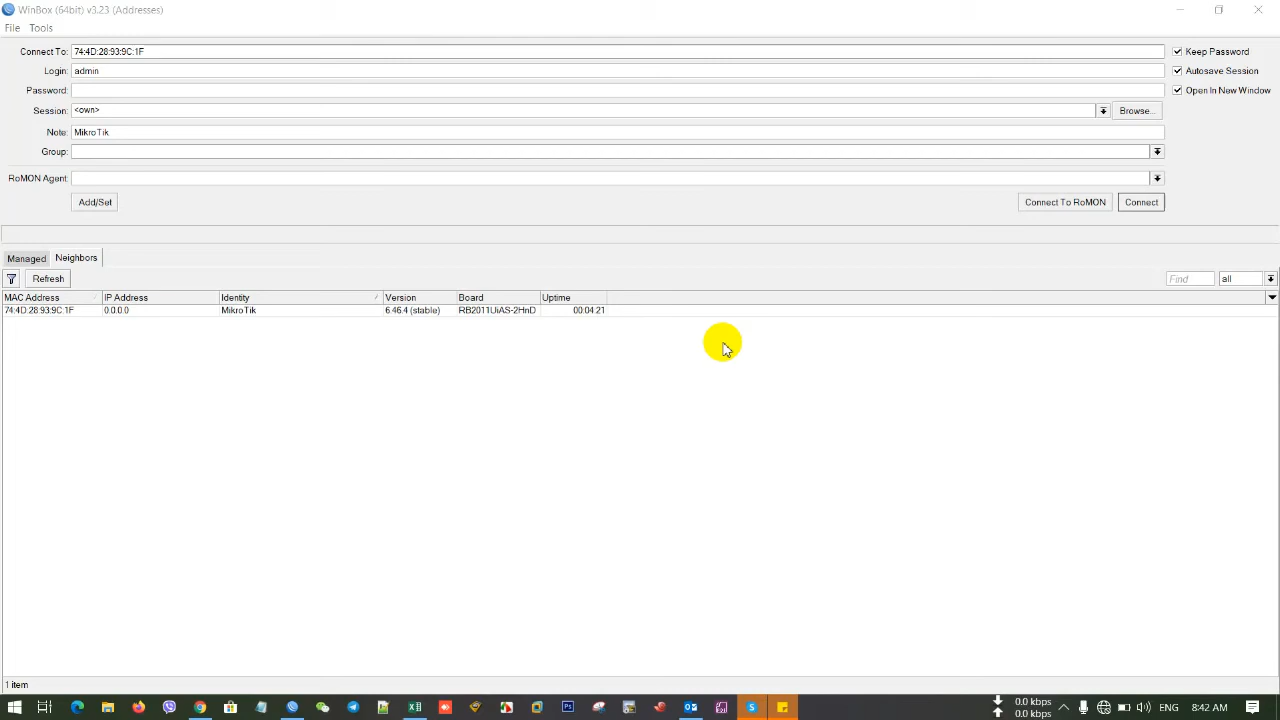 WinBox (64bit) v3.23 (Addresses)
File Tools
Connect To: 74:4D:28:93:9C:1F
Keep Password
Login: admin
Autosave Session
Password:
Open In New Window
Session: <own>
Browse...
Note: MikroTik
Group:
RoMON Agent:
Add/Set
Connect To RoMON
Connect
Managed Neighbors
Refresh
Find
all
MAC Address IP Address Identity Version Board Uptime
74:4D:28:93:9C:1F 0.0.0.0 MikroTik 6.46.4 (stable) RB2011UiAS-2HnD 00:04:21
1 item
0.0 kbps
0.0 kbps
ENG
8:42 AM